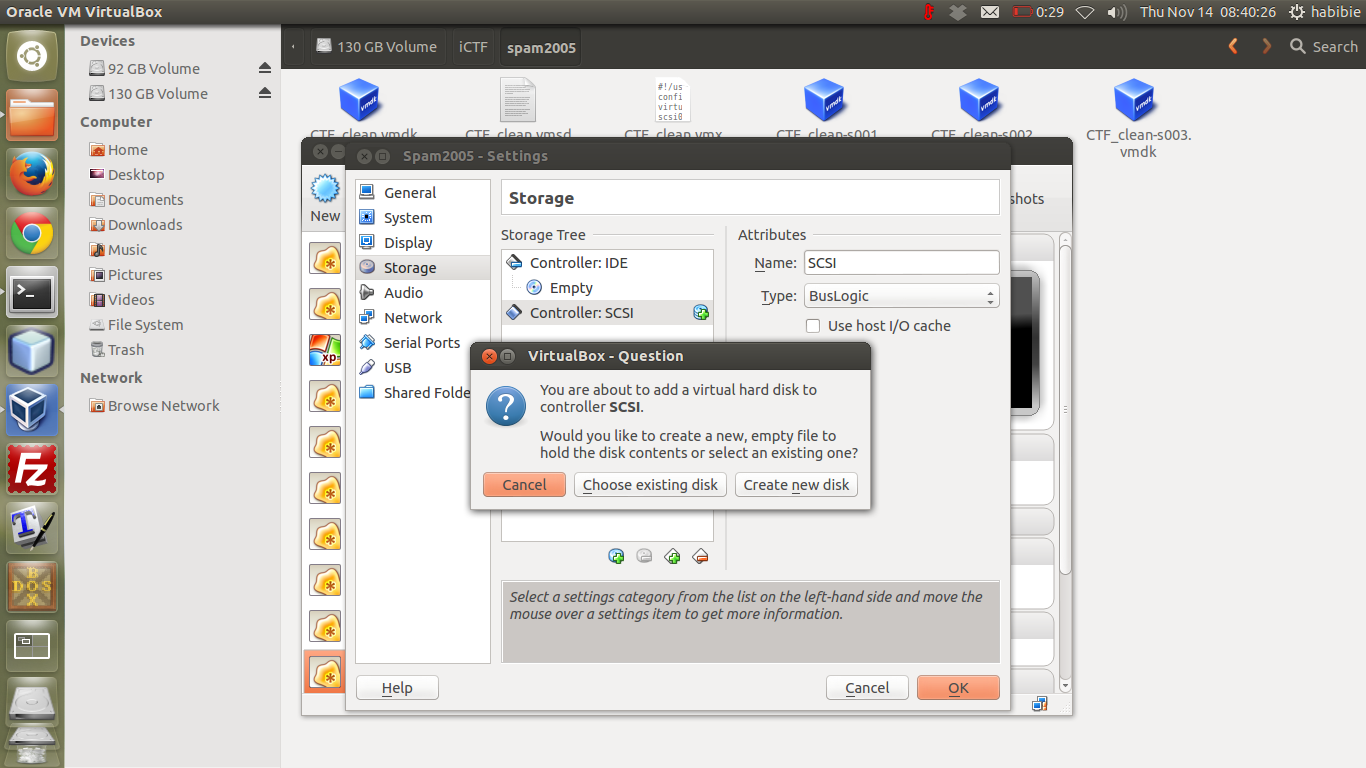 Oracle VM VirtualBox
0:29
Thu Nov 14 08:40:26
habibie
Devices
92 GB Volume
130 GB Volume
Computer
Home
Desktop
Documents
Downloads
Music
Pictures
Videos
File System
Trash
Network
Browse Network
130 GB Volume
iCTF
spam2005
Search
vmdk
#!/us
confi
virtu
scsi0
vmdk
vmdk
vmdk
CTF_clean.vmdk
CTF_clean.vmsd
CTF_clean.vmx
CTF_clean-s001.
CTF_clean-s002.
CTF_clean-s003.
vmdk
New
shots
xp
Spam2005 - Settings
General
System
Display
Storage
Audio
Network
Serial Ports
USB
Shared Folde
Storage
Storage Tree
Controller: IDE
Empty
Controller: SCSI
Attributes
Name:
SCSI
Type:
BusLogic
Use host I/O cache
VirtualBox - Question
You are about to add a virtual hard disk to
controller SCSI.
Would you like to create a new, empty file to
hold the disk contents or select an existing one?
Cancel
Choose existing disk
Create new disk
Select a settings category from the list on the left-hand side and move the
mouse over a settings item to get more information.
Help
Cancel
OK